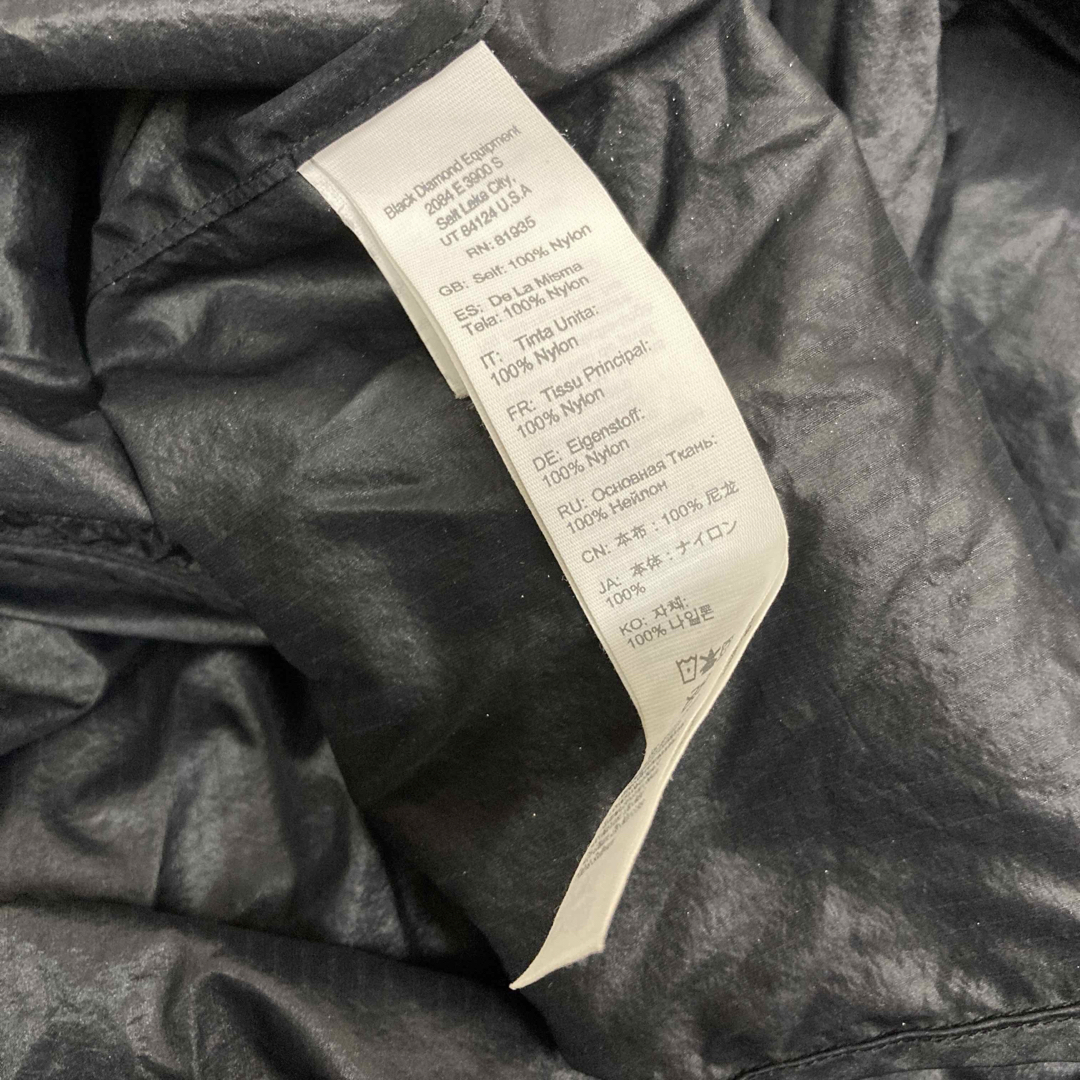 Black Diamond Equipment
2084 E 3900 S
Salt Lake City,
UT 84124 U.S.A
RN: 81935
GB: Self: 100% Nylon
ES: De La Misma
Tela: 100% Nylon
IT: Tinta Unita:
100% Nylon
FR: Tissu Principal:
100% Nylon
DE: Eigenstoff:
100% Nylon
RU: Основная Ткань:
100% Нейлон
CN: 本布 : 100% 尼龙
JA: 本体 : ナイロン
100%
KO: 자체:
100% 나일론